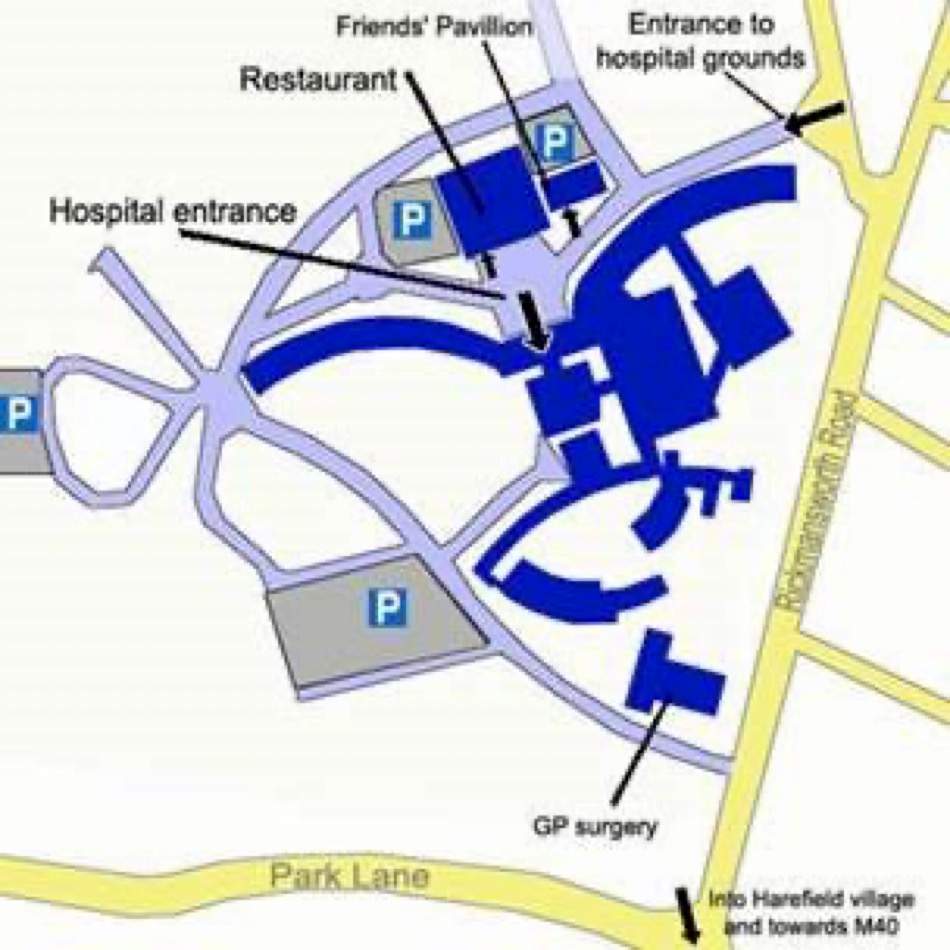 Friends' Pavillion
Entrance to
hospital grounds
Restaurant
P
P
Hospital entrance
P
Rickmansworth Road
P
GP surgery
Park Lane
Into Harefield village
and towards M40